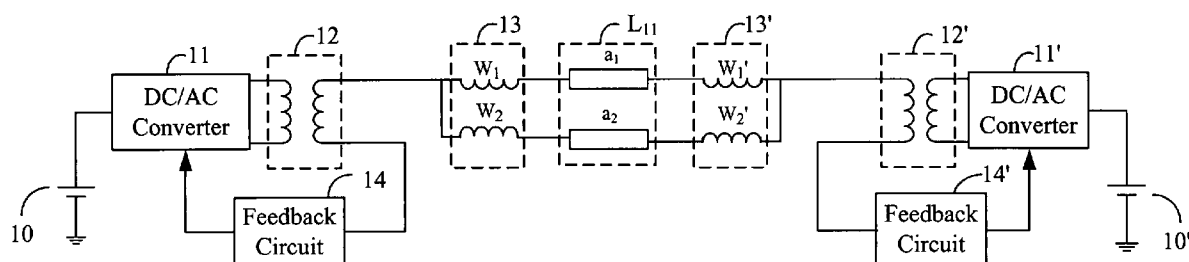 11
12
13
L11
13'
12'
11'
DC/AC
Converter
W1
W2
a1
a2
W1'
W2'
DC/AC
Converter
14
14'
10
Feedback
Circuit
Feedback
Circuit
10'